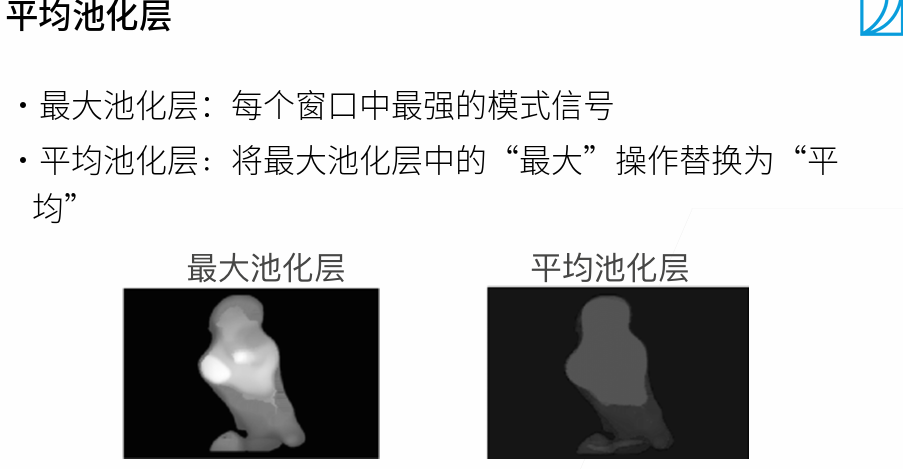 平均池化层
• 最大池化层：每个窗口中最强的模式信号
• 平均池化层：将最大池化层中的“最大”操作替换为“平
均”
最大池化层
平均池化层